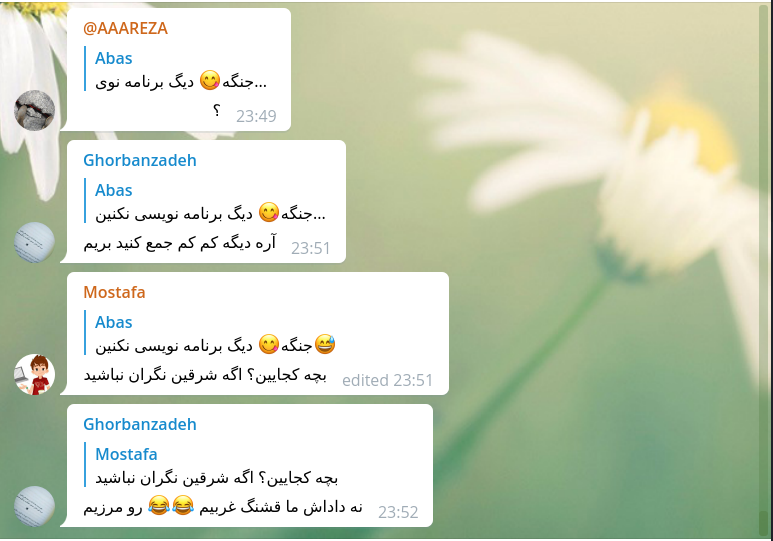 @AAAREZA
Abas
جنگه😋 دیگ برنامه نوی...
؟ 23:49
Ghorbanzadeh
Abas
جنگه😋 دیگ برنامه نویسی نکنین...
آره دیگه کم کم جمع کنید بریم 23:51
Mostafa
Abas
😅جنگه😋 دیگ برنامه نویسی نکنین
بچه کجایین؟ اگه شرقین نگران نباشید edited 23:51
Ghorbanzadeh
Mostafa
بچه کجایین؟ اگه شرقین نگران نباشید
نه داداش ما قشنگ غربیم 😂😂 رو مرزیم 23:52